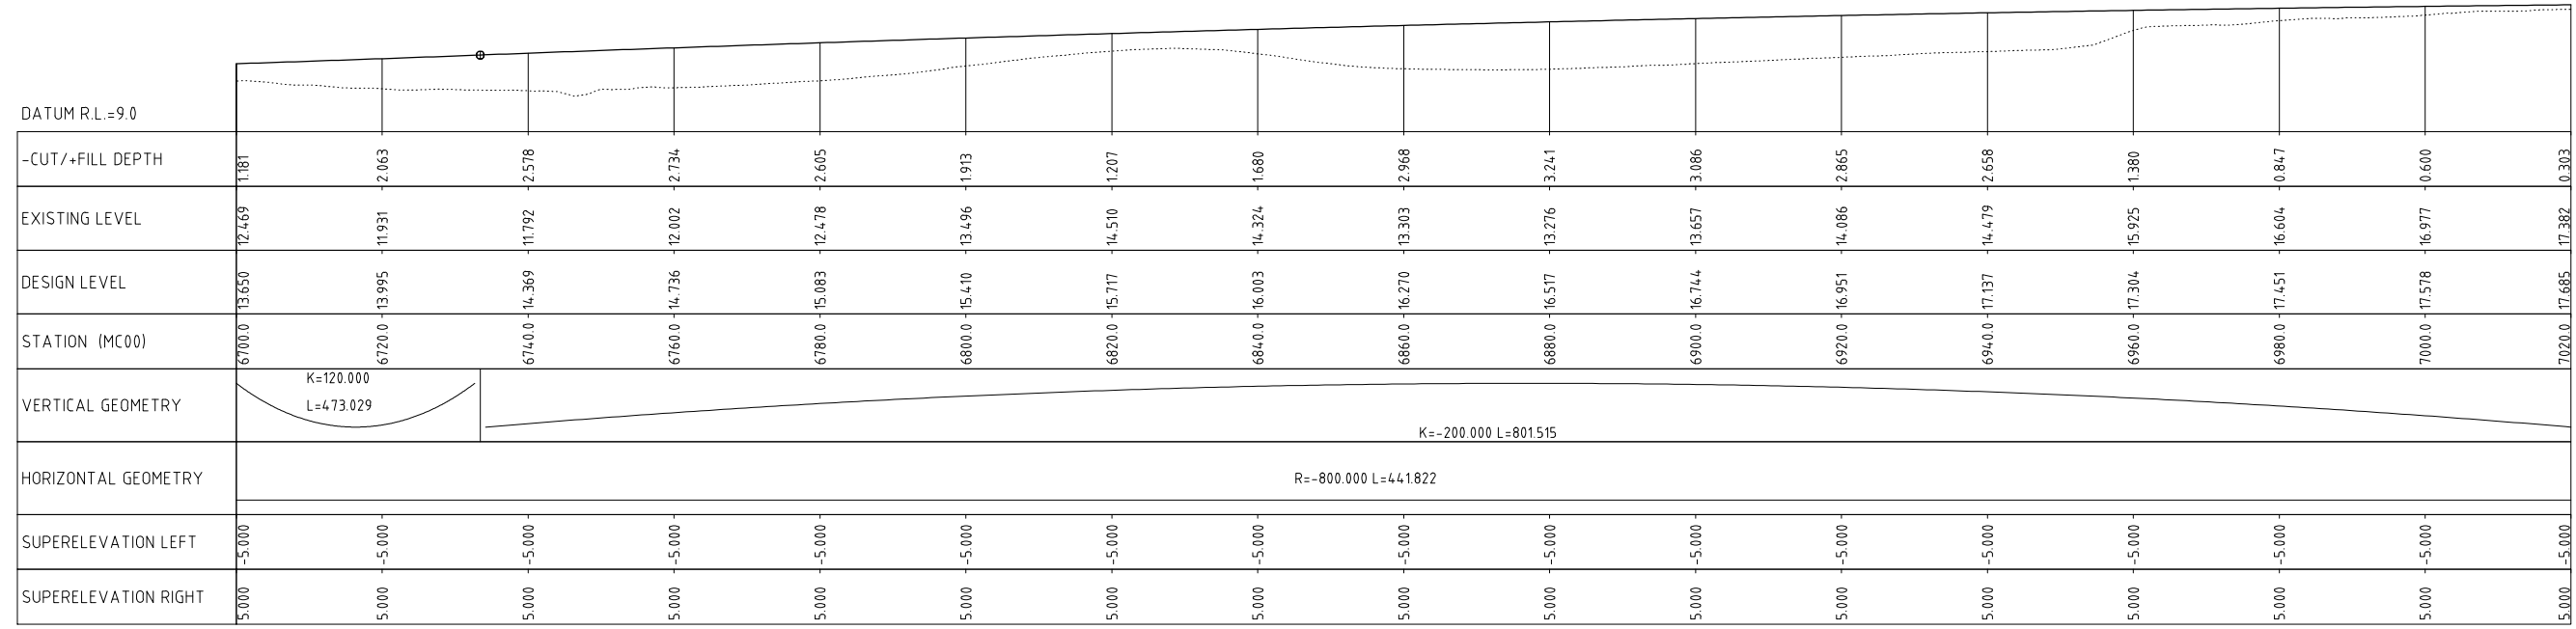 DATUM R.L.=9.0
-CUT/+FILL DEPTH 1.181 2.063 2.578 2.734 2.605 1.913 1.207 1.680 2.968 3.241 3.086 2.865 2.658 1.380 0.847 0.600 0.303
EXISTING LEVEL 12.469 11.931 11.792 12.002 12.478 13.496 14.510 14.324 13.303 13.276 13.657 14.086 14.479 15.925 16.604 16.977 17.382
DESIGN LEVEL 13.650 13.995 14.369 14.736 15.083 15.410 15.717 16.003 16.270 16.517 16.744 16.951 17.137 17.304 17.451 17.578 17.685
STATION (MC00) 6700.0 6720.0 6740.0 6760.0 6780.0 6800.0 6820.0 6840.0 6860.0 6880.0 6900.0 6920.0 6940.0 6960.0 6980.0 7000.0 7020.0
K=120.000
VERTICAL GEOMETRY L=473.029
K=-200.000 L=801.515
HORIZONTAL GEOMETRY R=-800.000 L=441.822
SUPERELEVATION LEFT -5.000 -5.000 -5.000 -5.000 -5.000 -5.000 -5.000 -5.000 -5.000 -5.000 -5.000 -5.000 -5.000 -5.000 -5.000 -5.000 -5.000
SUPERELEVATION RIGHT 5.000 5.000 5.000 5.000 5.000 5.000 5.000 5.000 5.000 5.000 5.000 5.000 5.000 5.000 5.000 5.000 5.000